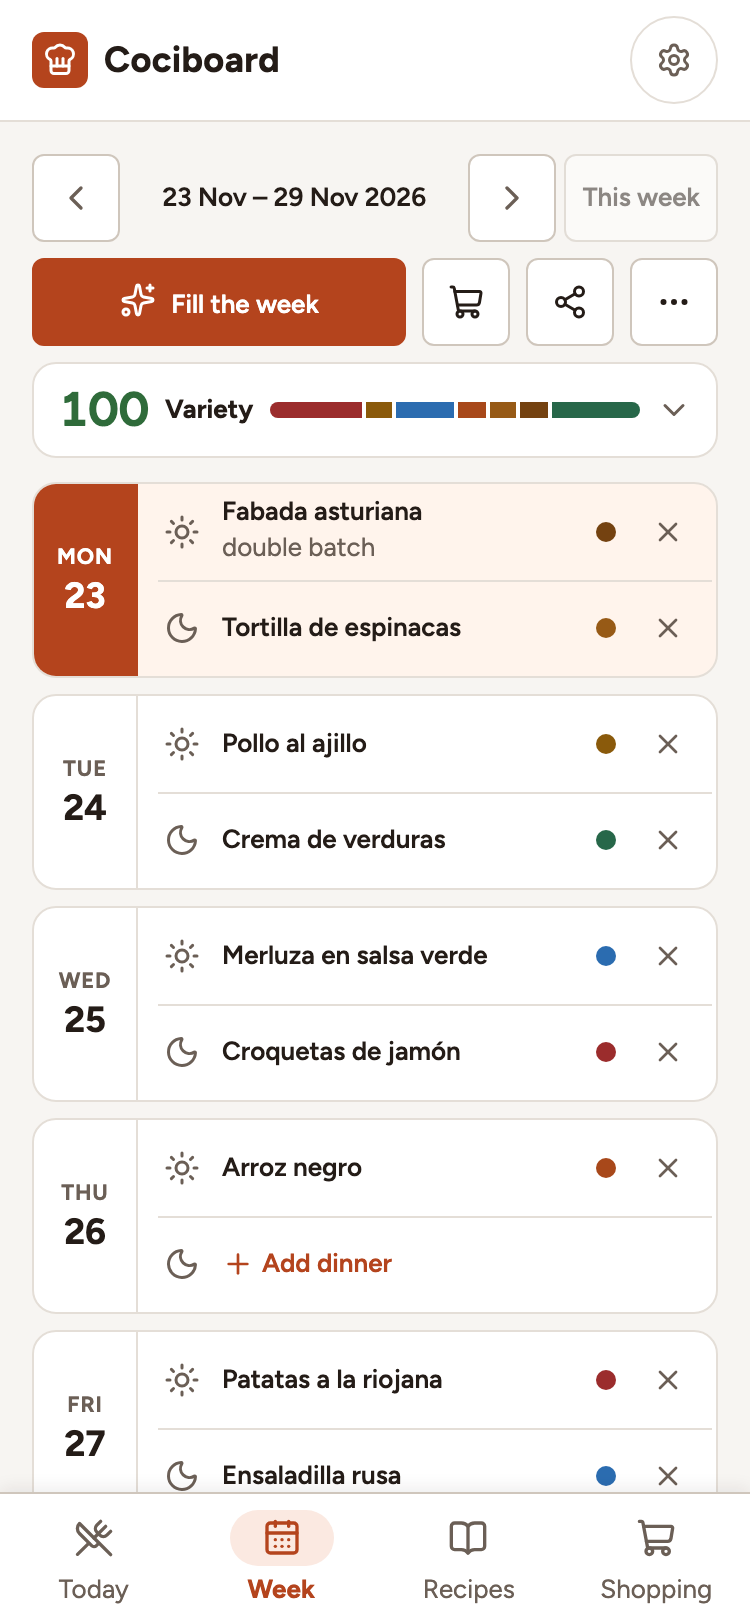 Cociboard
23 Nov – 29 Nov 2026
This week
Fill the week
100 Variety
MON
23
Fabada asturiana
double batch
Tortilla de espinacas
TUE
24
Pollo al ajillo
Crema de verduras
WED
25
Merluza en salsa verde
Croquetas de jamón
THU
26
Arroz negro
Add dinner
FRI
27
Patatas a la riojana
Ensaladilla rusa
Today
Week
Recipes
Shopping